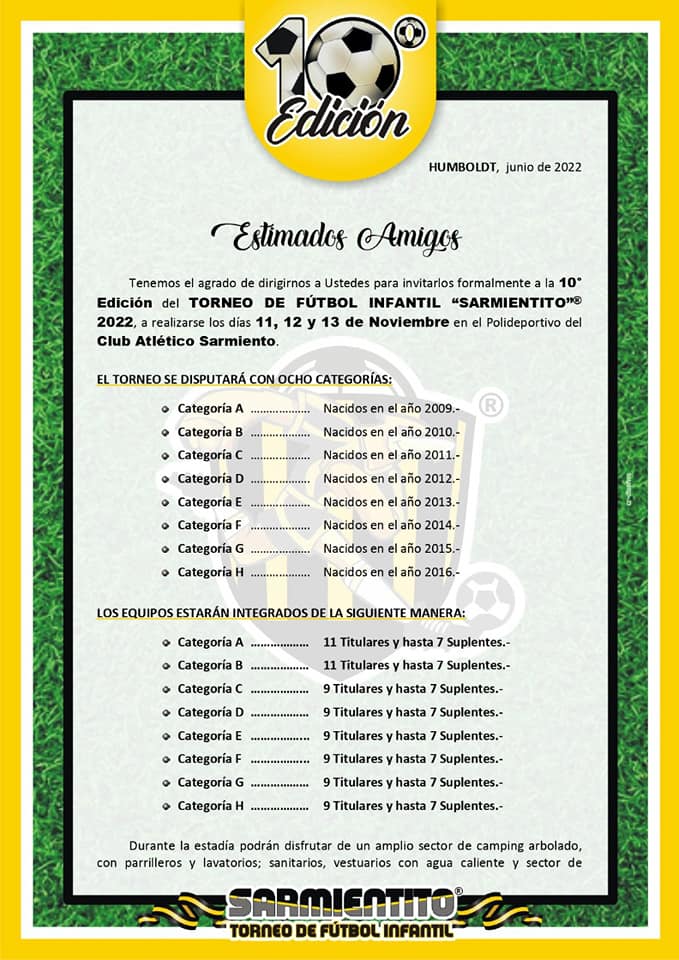 10°
Edición
HUMBOLDT, junio de 2022
Estimados Amigos
Tenemos el agrado de dirigirnos a Ustedes para invitarlos formalmente a la 10°
Edición del TORNEO DE FÚTBOL INFANTIL “SARMIENTITO”®
2022, a realizarse los días 11, 12 y 13 de Noviembre en el Polideportivo del
Club Atlético Sarmiento.
EL TORNEO SE DISPUTARÁ CON OCHO CATEGORÍAS:
Categoría A .................. Nacidos en el año 2009.-
Categoría B .................. Nacidos en el año 2010.-
Categoría C .................. Nacidos en el año 2011.-
Categoría D .................. Nacidos en el año 2012.-
Categoría E .................. Nacidos en el año 2013.-
Categoría F .................. Nacidos en el año 2014.-
Categoría G .................. Nacidos en el año 2015.-
Categoría H .................. Nacidos en el año 2016.-
®
LOS EQUIPOS ESTARÁN INTEGRADOS DE LA SIGUIENTE MANERA:
Categoría A .................. 11 Titulares y hasta 7 Suplentes.-
Categoría B .................. 11 Titulares y hasta 7 Suplentes.-
Categoría C .................. 9 Titulares y hasta 7 Suplentes.-
Categoría D .................. 9 Titulares y hasta 7 Suplentes.-
Categoría E .................. 9 Titulares y hasta 7 Suplentes.-
Categoría F .................. 9 Titulares y hasta 7 Suplentes.-
Categoría G .................. 9 Titulares y hasta 7 Suplentes.-
Categoría H .................. 9 Titulares y hasta 7 Suplentes.-
Durante la estadía podrán disfrutar de un amplio sector de camping arbolado,
con parrilleros y lavatorios; sanitarios, vestuarios con agua caliente y sector de
SARMIENTITO®
TORNEO DE FÚTBOL INFANTIL